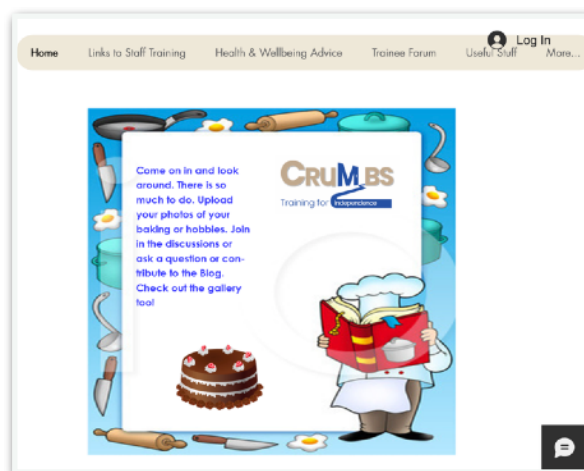 Log In
Home Links to Staff Training Health & Wellbeing Advice Trainee Forum Useful Stuff More...
Come on in and look
around. There is so
much to do. Upload
your photos of your
baking or hobbies. Join
in the discussions or
ask a question or con-
tribute to the Blog.
Check out the gallery
too!
CRUMBS
Training for Independence